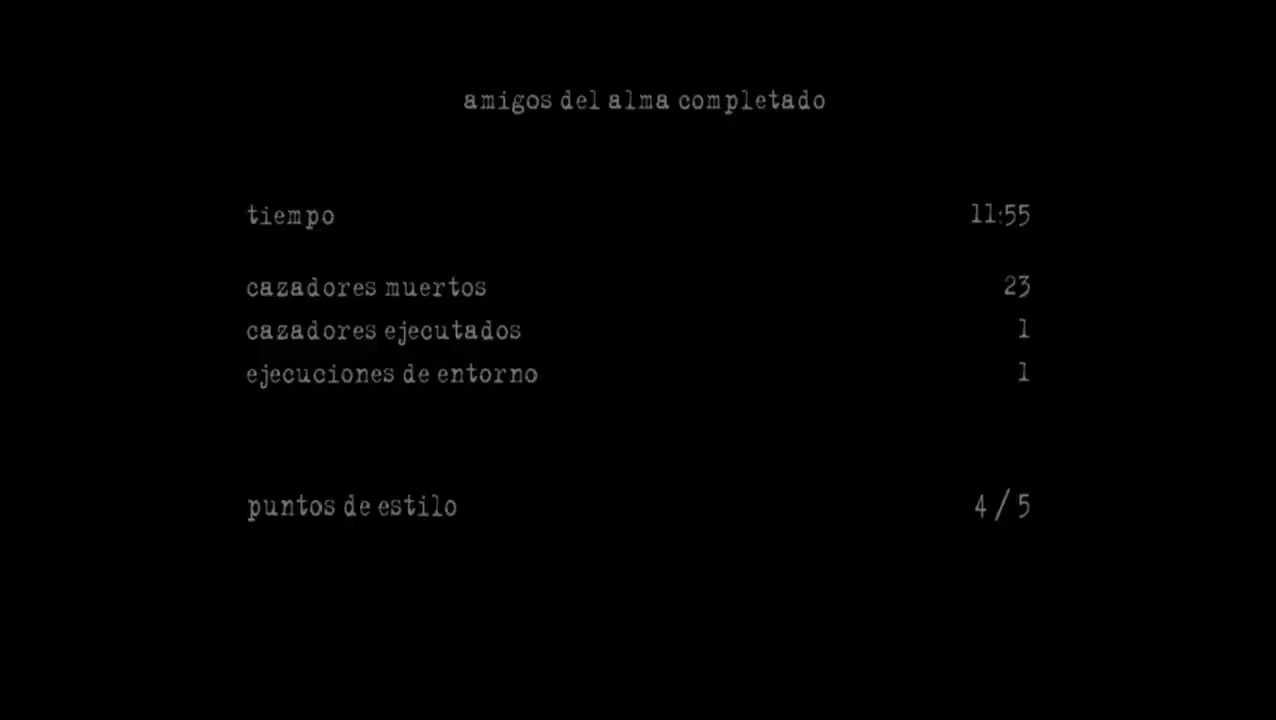 amigos del alma completado
tiempo 11:55
cazadores muertos 23
cazadores ejecutados 1
ejecuciones de entorno 1
puntos de estilo 4/5